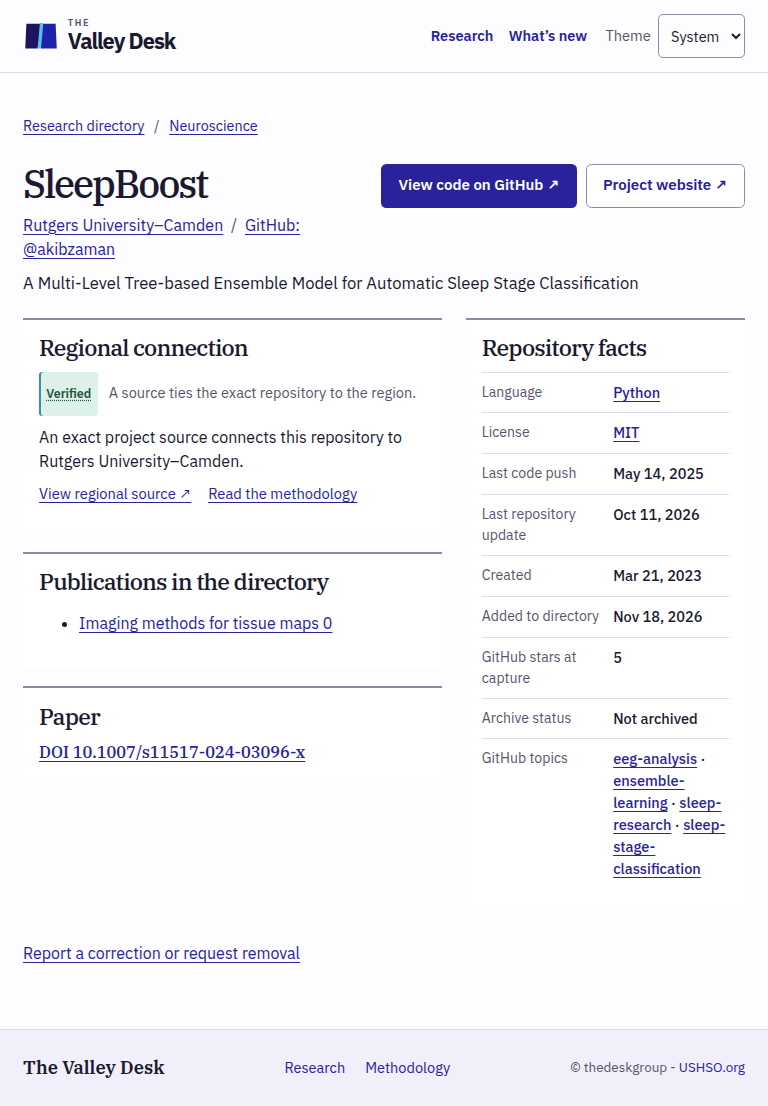 THE
Valley Desk
Research
What's new
Theme
System
Research directory / Neuroscience
SleepBoost
View code on GitHub ↗
Project website ↗
Rutgers University–Camden / GitHub:
@akibzaman
A Multi-Level Tree-based Ensemble Model for Automatic Sleep Stage Classification
Regional connection
Verified A source ties the exact repository to the region.
An exact project source connects this repository to
Rutgers University–Camden.
View regional source ↗ Read the methodology
Publications in the directory
• Imaging methods for tissue maps 0
Paper
DOI 10.1007/s11517-024-03096-x
Repository facts
Language Python
License MIT
Last code push May 14, 2025
Last repository Oct 11, 2026
update
Created Mar 21, 2023
Added to directory Nov 18, 2026
GitHub stars at 5
capture
Archive status Not archived
GitHub topics eeg-analysis ·
ensemble-
learning · sleep-
research · sleep-
stage-
classification
Report a correction or request removal
The Valley Desk
Research
Methodology
© thedeskgroup - USHSO.org